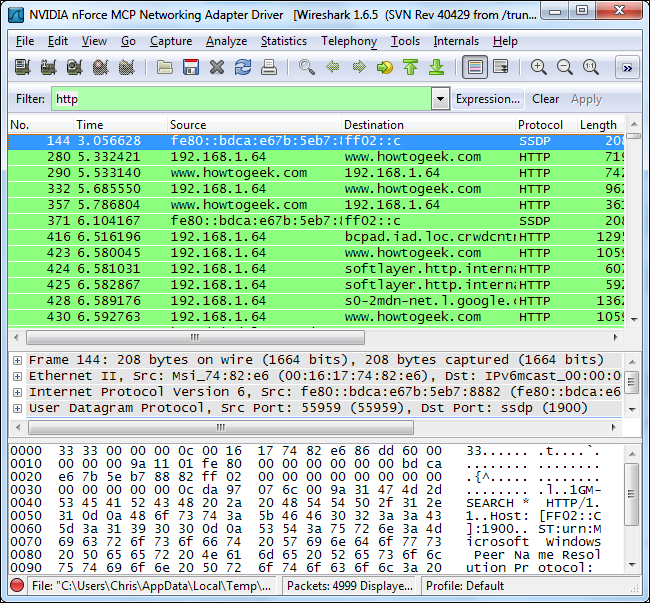 NVIDIA nForce MCP Networking Adapter Driver [Wireshark 1.6.5 (SVN Rev 40429 from /trun...
File Edit View Go Capture Analyze Statistics Telephony Tools Internals Help
Filter: http Expression... Clear Apply
No. Time Source Destination Protocol Length
144 3.056628 fe80::bdca:e67b:5eb7:8 ff02::c SSDP 208
280 5.332421 192.168.1.64 www.howtogeek.com HTTP 719
290 5.533140 www.howtogeek.com 192.168.1.64 HTTP 742
332 5.685550 192.168.1.64 www.howtogeek.com HTTP 962
357 5.786804 www.howtogeek.com 192.168.1.64 HTTP 361
371 6.104167 fe80::bdca:e67b:5eb7:8 ff02::c SSDP 208
416 6.516196 192.168.1.64 bcpad.iad.loc.crwdcntr HTTP 1295
423 6.580045 192.168.1.64 www.howtogeek.com HTTP 1059
424 6.581031 192.168.1.64 softlayer.http.interna HTTP 607
425 6.582867 192.168.1.64 softlayer.http.interna HTTP 592
428 6.589176 192.168.1.64 s0-2mdn-net.l.google.c HTTP 1362
430 6.592763 192.168.1.64 www.howtogeek.com HTTP 1059
Frame 144: 208 bytes on wire (1664 bits), 208 bytes captured (1664 bits)
Ethernet II, Src: Msi_74:82:e6 (00:16:17:74:82:e6), Dst: IPv6mcast_00:00:0
Internet Protocol Version 6, Src: fe80::bdca:e67b:5eb7:8882 (fe80::bdca:e6
User Datagram Protocol, Src Port: 55959 (55959), Dst Port: ssdp (1900)
0000 33 33 00 00 00 0c 00 16 17 74 82 e6 86 dd 60 00 33...... .t....`.
0010 00 00 00 9a 11 01 fe 80 00 00 00 00 00 00 bd ca ........ ........
0020 e6 7b 5e b7 88 82 ff 02 00 00 00 00 00 00 00 00 .{^..... ........
0030 00 00 00 00 00 0c da 97 07 6c 00 9a 31 47 4d 2d ........ .l..1GM-
0040 53 45 41 52 43 48 20 2a 20 48 54 54 50 2f 31 2e SEARCH * HTTP/1.
0050 31 0d 0a 48 6f 73 74 3a 5b 46 46 30 32 3a 3a 43 1..Host: [FF02::C
0060 5d 3a 31 39 30 30 0d 0a 53 54 3a 75 72 6e 3a 4d ]:1900.. ST:urn:M
0070 69 63 72 6f 73 6f 66 74 20 57 69 6e 64 6f 77 73 icrosoft Windows
0080 20 50 65 65 72 20 4e 61 6d 65 20 52 65 73 6f 6c Peer Na me Resol
0090 75 74 69 6f 6e 20 50 72 6f 74 6f 63 6f 6c 3a 20 ution Pr otocol:
File: "C:\Users\Chris\AppData\Local\Temp\... Packets: 4999 Displaye... Profile: Default